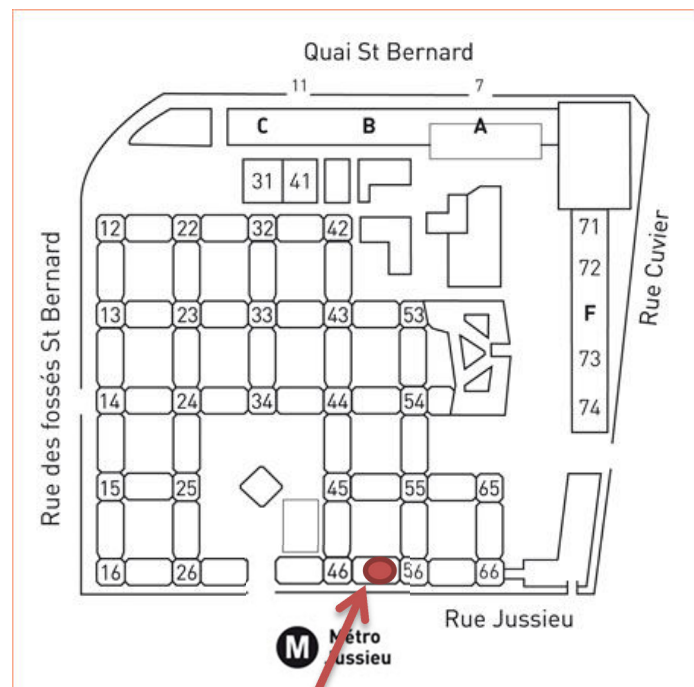 Quai St Bernard
11 7
C B A
31 41
12 22 32 42 71
72
Rue Cuvier
13 23 33 43 53 F
Rue des fossés St Bernard
73
14 24 34 44 54 74
15 25 45 55 65
16 26 46 56 66
Rue Jussieu
M Métro
Jussieu